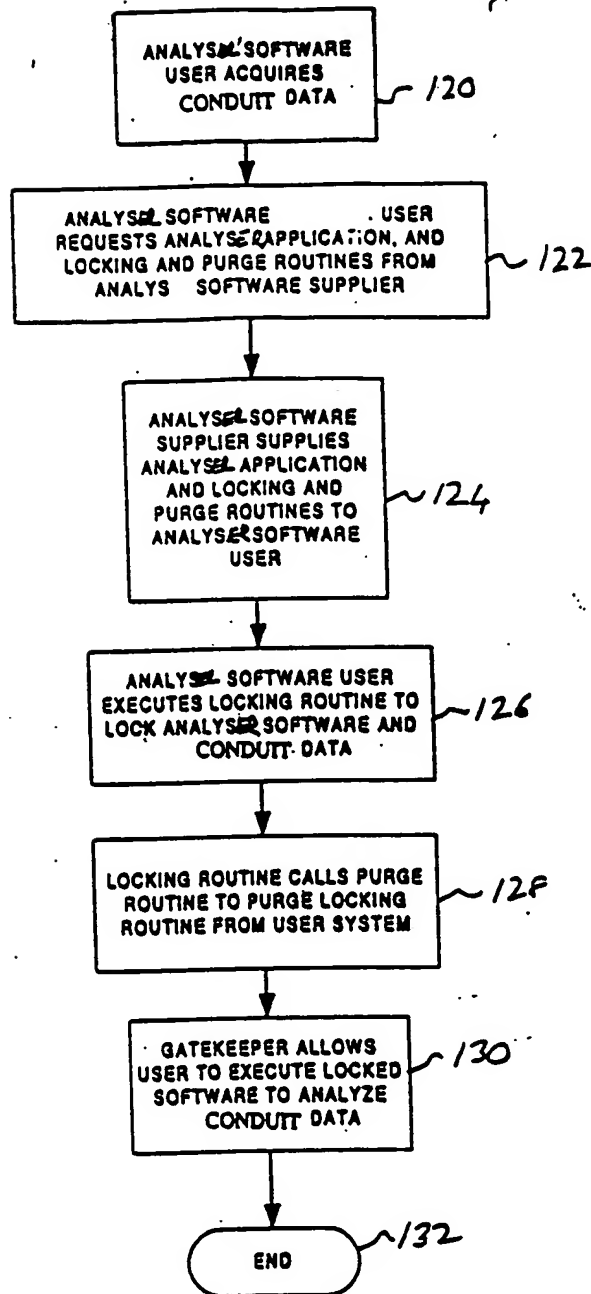 ANALYSER SOFTWARE
USER ACQUIRES
CONDUIT DATA
120
ANALYSER SOFTWARE . USER
REQUESTS ANALYSER APPLICATION, AND
LOCKING AND PURGE ROUTINES FROM
ANALYS SOFTWARE SUPPLIER
122
ANALYSER SOFTWARE
SUPPLIER SUPPLIES
ANALYSER APPLICATION
AND LOCKING AND
PURGE ROUTINES TO
ANALYSER SOFTWARE
USER
124
ANALYSER SOFTWARE USER
EXECUTES LOCKING ROUTINE TO
LOCK ANALYSER SOFTWARE AND
CONDUIT DATA
126
LOCKING ROUTINE CALLS PURGE
ROUTINE TO PURGE LOCKING
ROUTINE FROM USER SYSTEM
128
GATEKEEPER ALLOWS
USER TO EXECUTE LOCKED
SOFTWARE TO ANALYZE
CONDUIT DATA
130
END
132